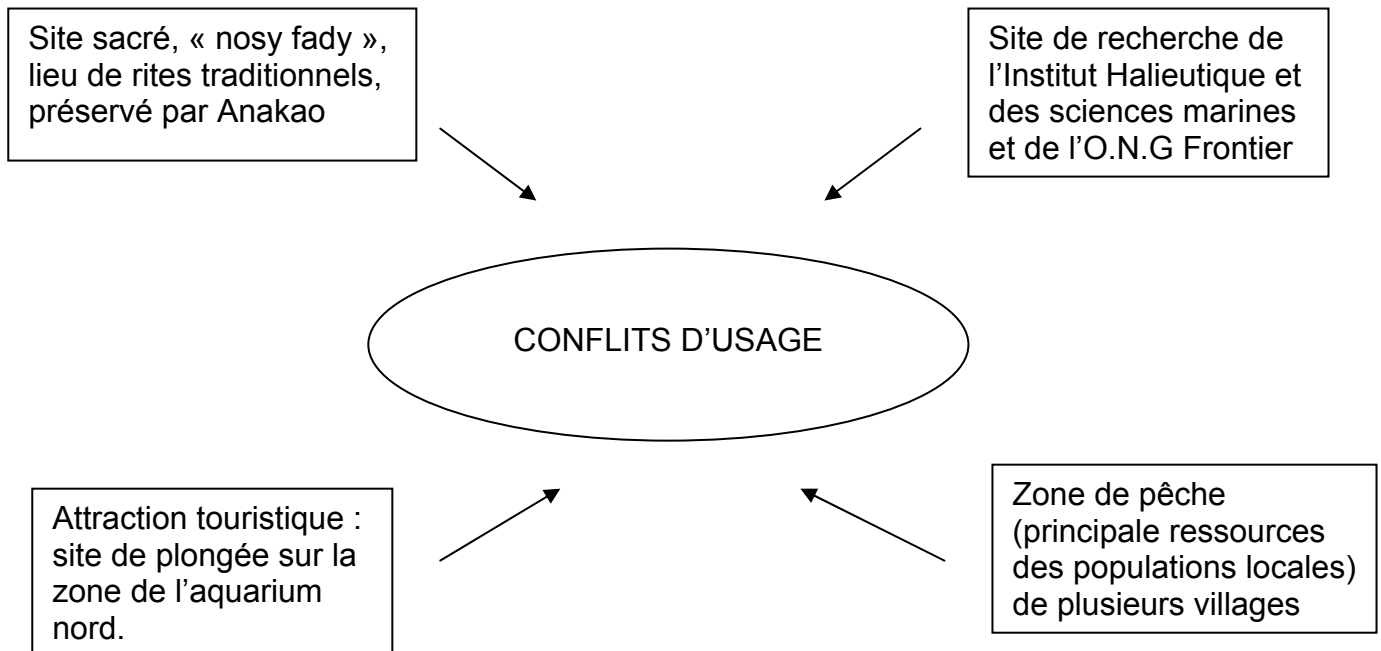 Site sacré, « nosy fady »,
lieu de rites traditionnels,
préservé par Anakao
Site de recherche de
l’Institut Halieutique et
des sciences marines
et de l’O.N.G Frontier
CONFLITS D’USAGE
Attraction touristique :
site de plongée sur la
zone de l’aquarium
nord.
Zone de pêche
(principale ressources
des populations locales)
de plusieurs villages